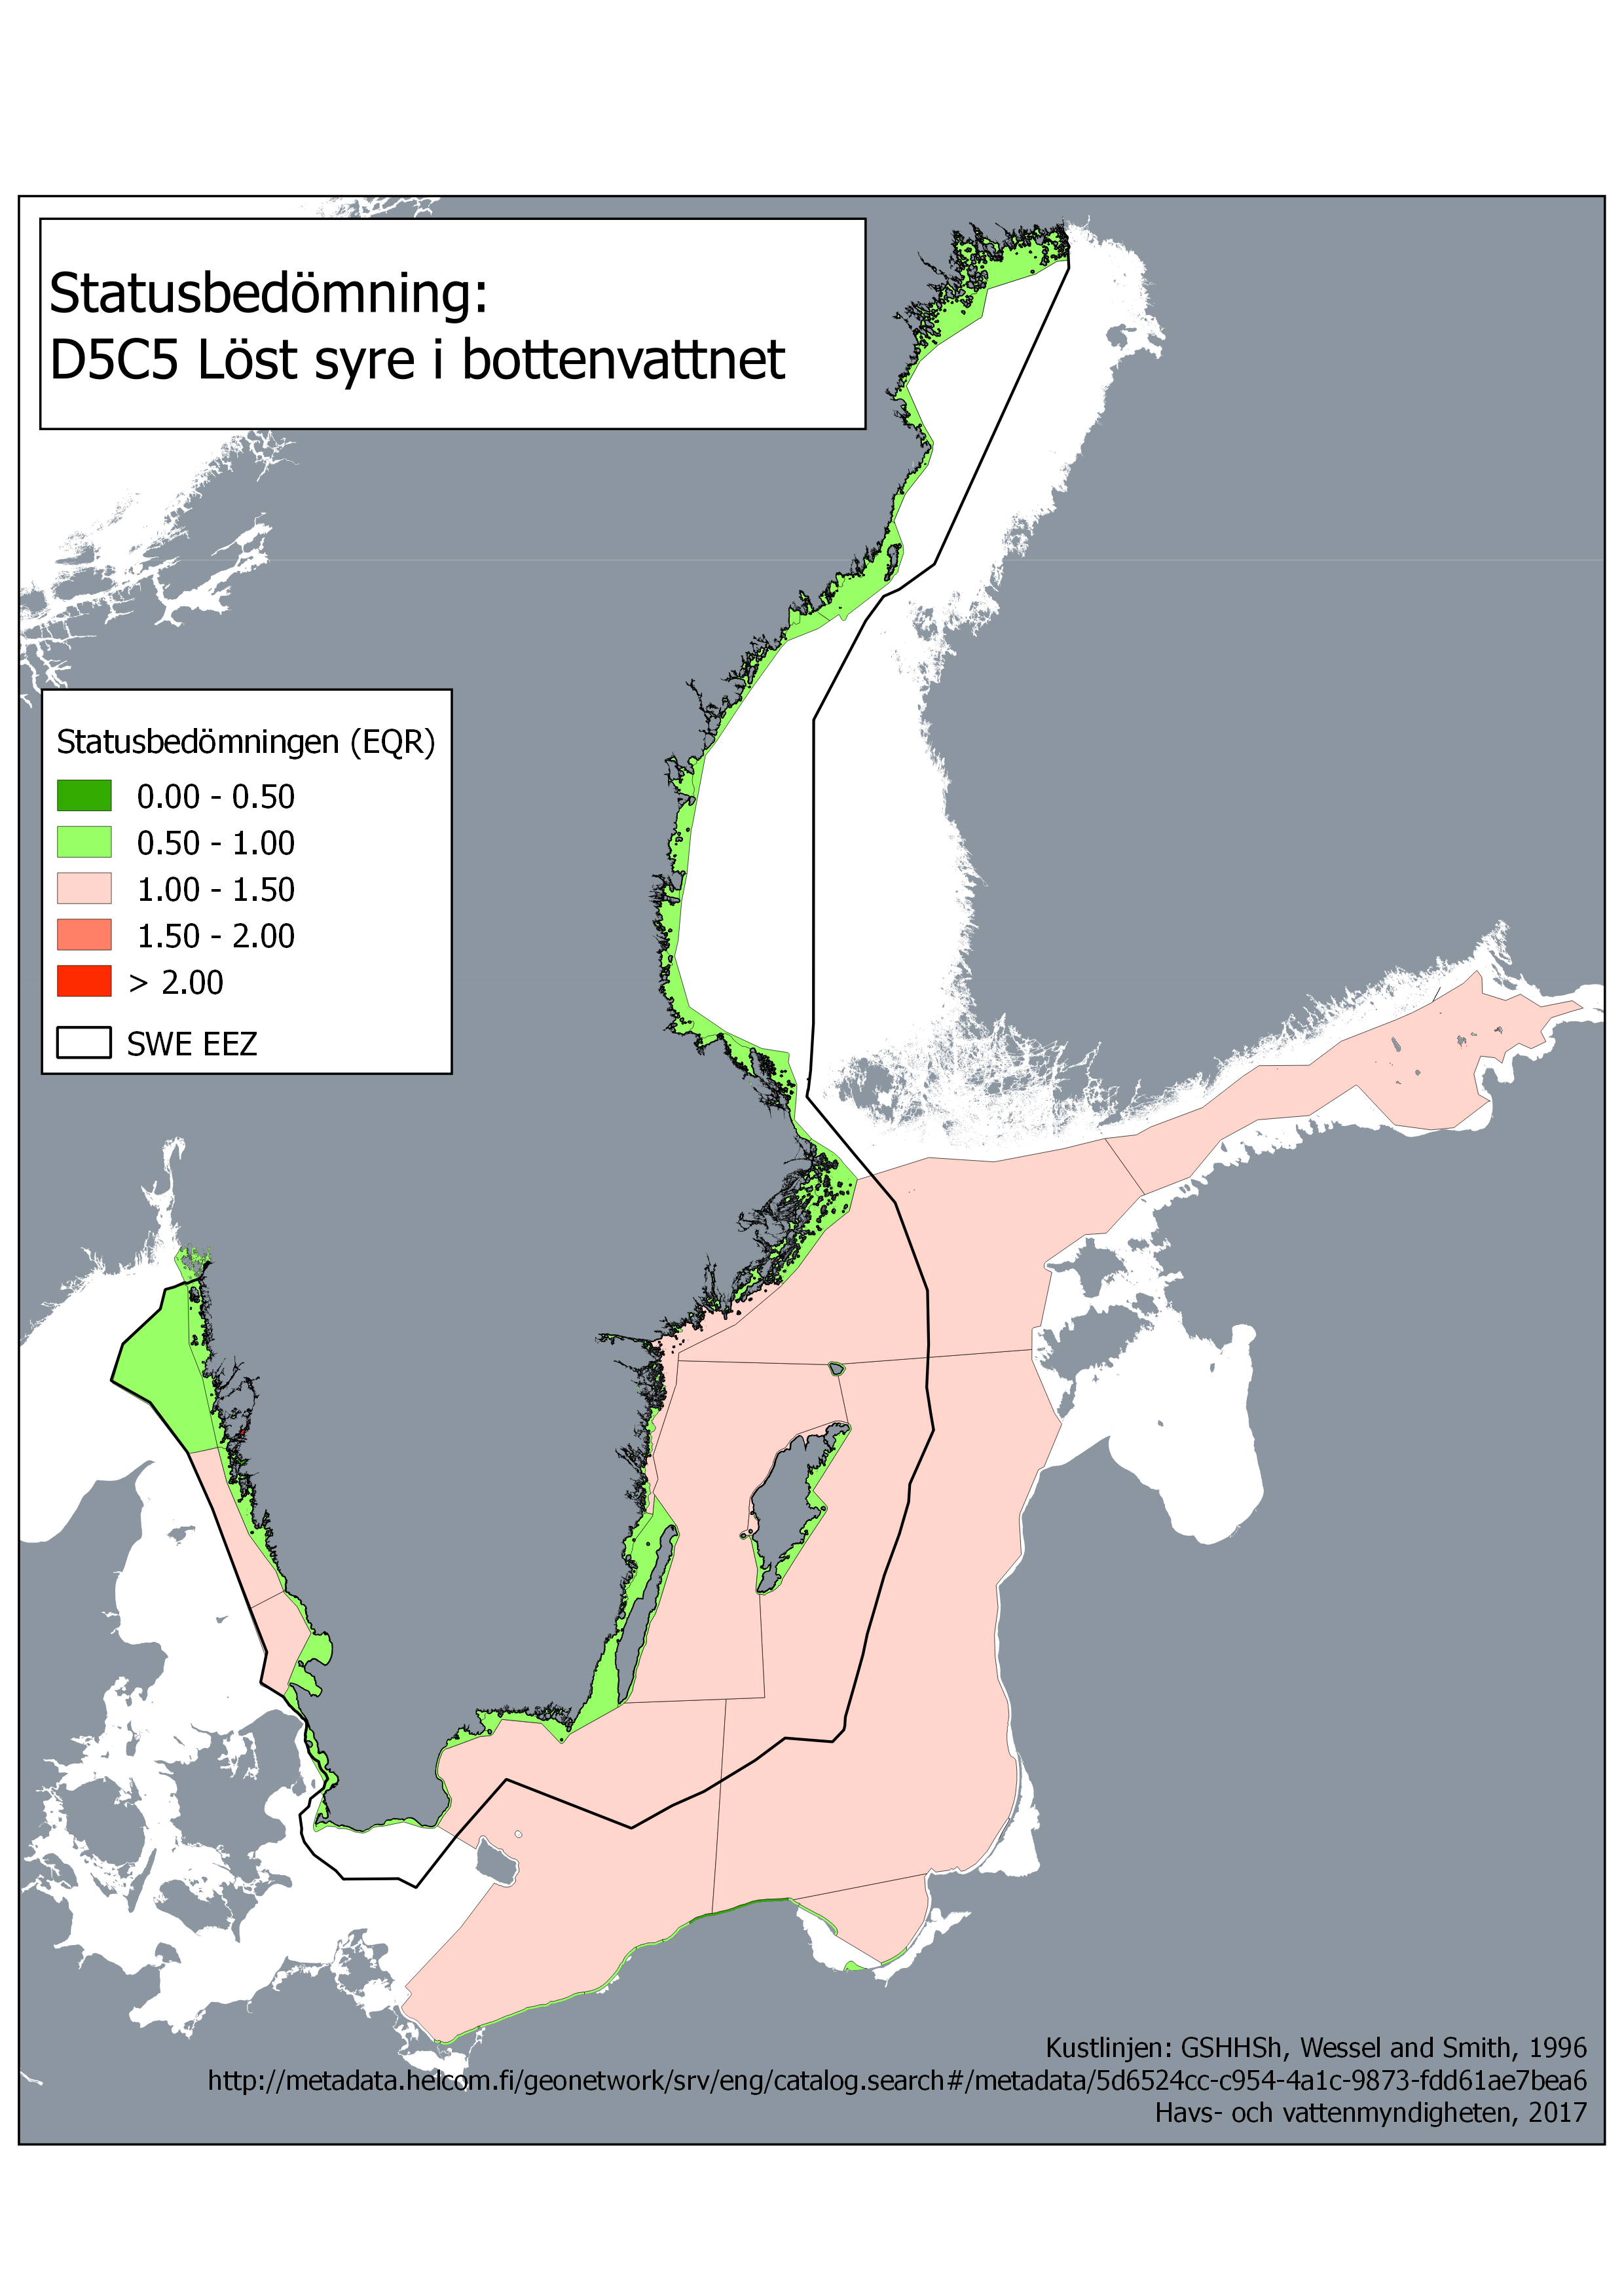 Statusbedömning:
D5C5 Löst syre i bottenvattnet
Statusbedömningen (EQR)
0.00 - 0.50
0.50 - 1.00
1.00 - 1.50
1.50 - 2.00
> 2.00
SWE EEZ
Kustlinjen: GSHHSh, Wessel and Smith, 1996
http://metadata.helcom.fi/geonetwork/srv/eng/catalog.search#/metadata/5d6524cc-c954-4a1c-9873-fdd61ae7bea6
Havs- och vattenmyndigheten, 2017